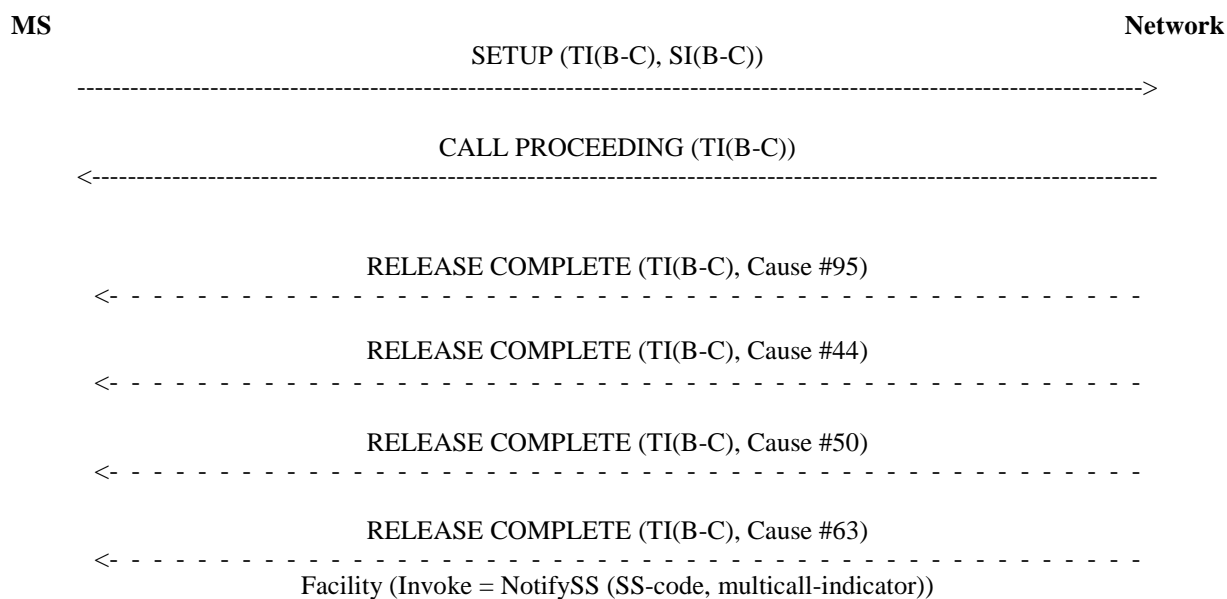 MS Network
SETUP (TI(B-C), SI(B-C))
CALL PROCEEDING (TI(B-C))
RELEASE COMPLETE (TI(B-C), Cause #95)
RELEASE COMPLETE (TI(B-C), Cause #44)
RELEASE COMPLETE (TI(B-C), Cause #50)
RELEASE COMPLETE (TI(B-C), Cause #63)
Facility (Invoke = NotifySS (SS-code, multicall-indicator))